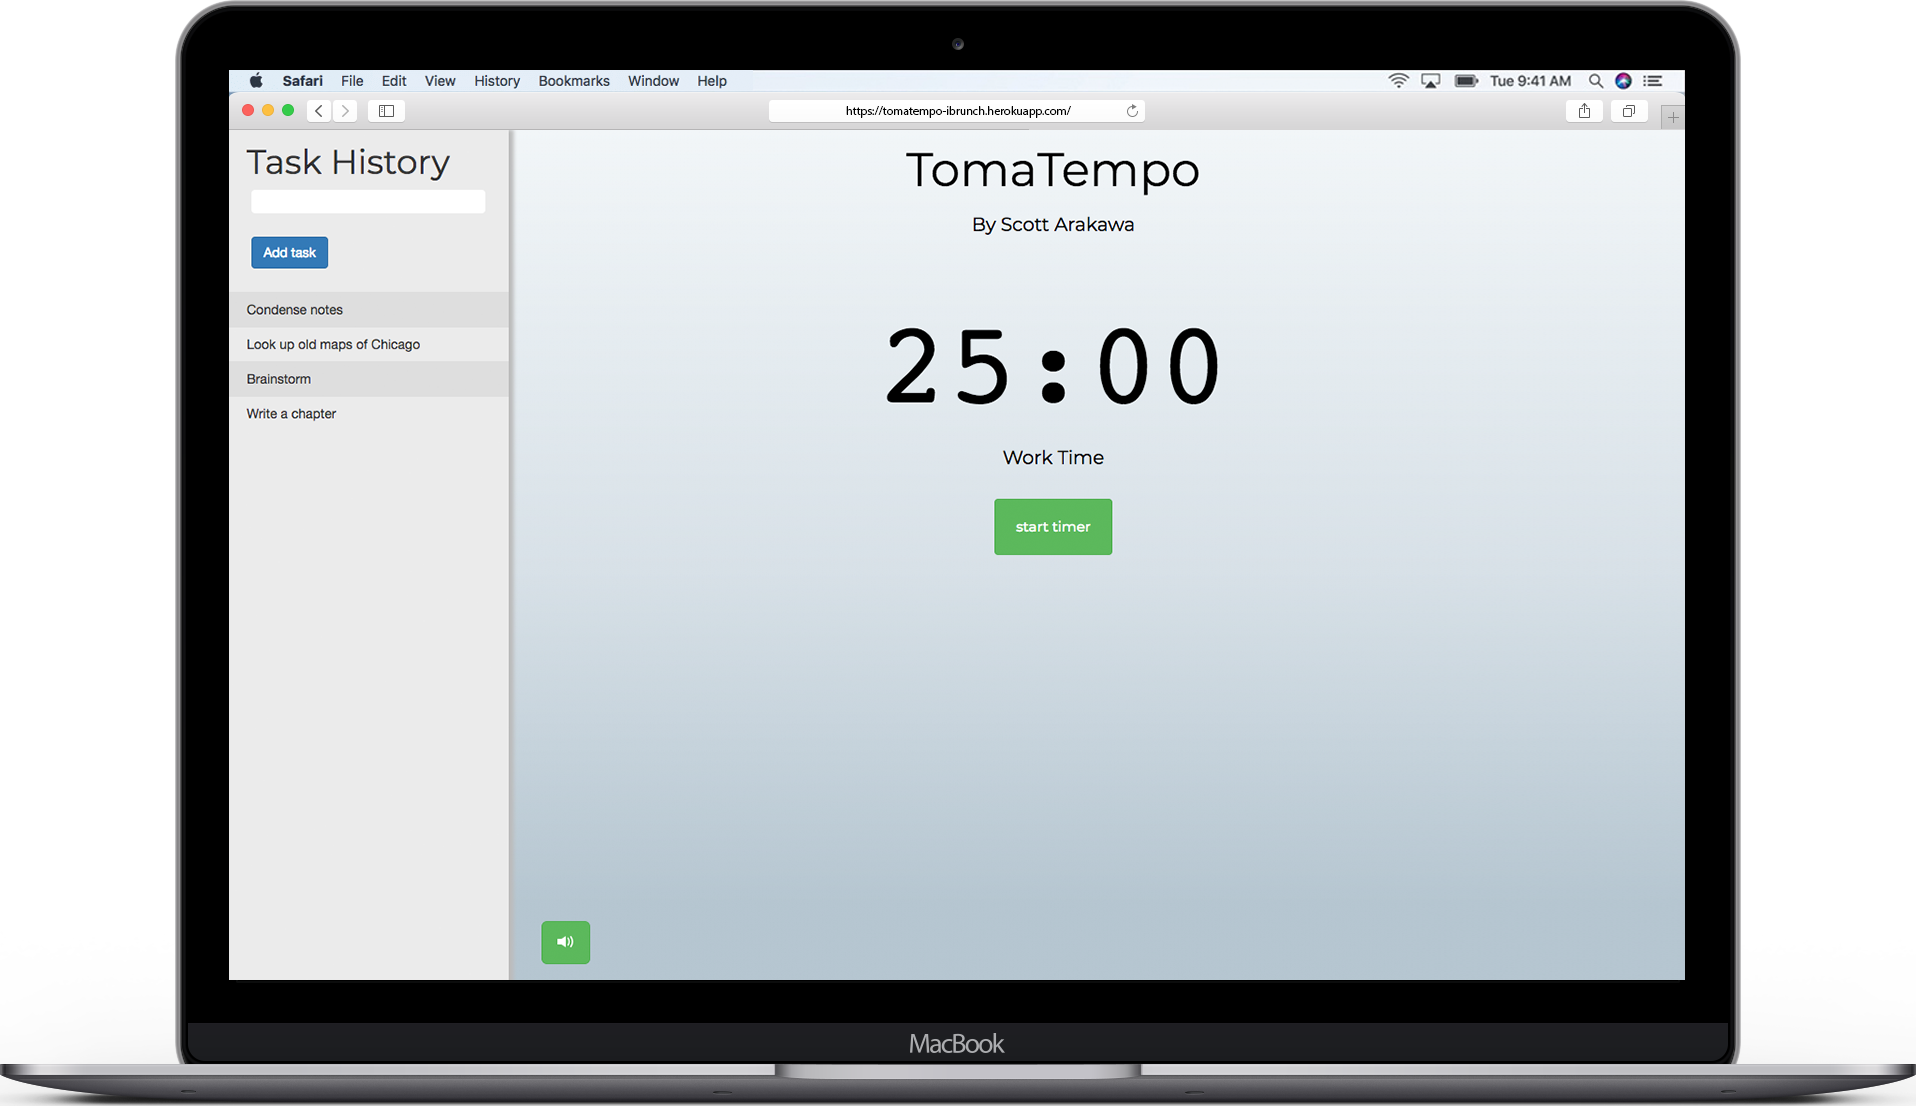 Safari File Edit View History Bookmarks Window Help Tue 9:41 AM
https://tomatempo-ibrunch.herokuapp.com/
Task History
Add task
Condense notes
Look up old maps of Chicago
Brainstorm
Write a chapter
TomaTempo
By Scott Arakawa
25:00
Work Time
start timer
MacBook